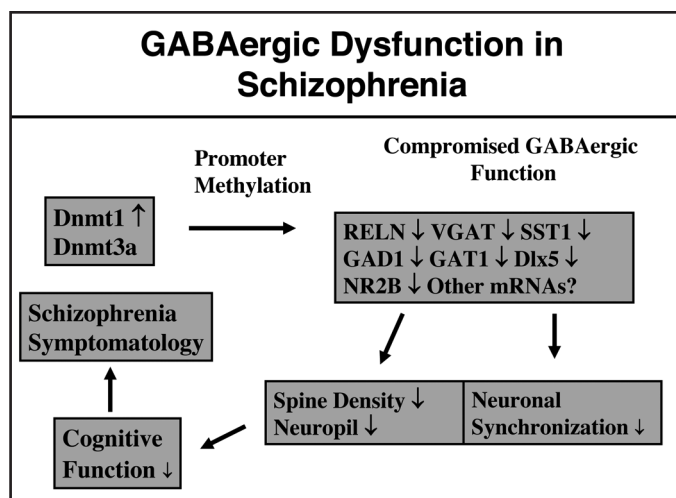 GABAergic Dysfunction in
Schizophrenia
Promoter
Methylation
Compromised GABAergic
Function
Dnmt1 ↑
Dnmt3a
RELN ↓ VGAT ↓ SST1 ↓
GAD1 ↓ GAT1 ↓ Dlx5 ↓
NR2B ↓ Other mRNAs?
Schizophrenia
Symptomatology
Spine Density ↓
Neuropil ↓
Neuronal
Synchronization ↓
Cognitive
Function ↓